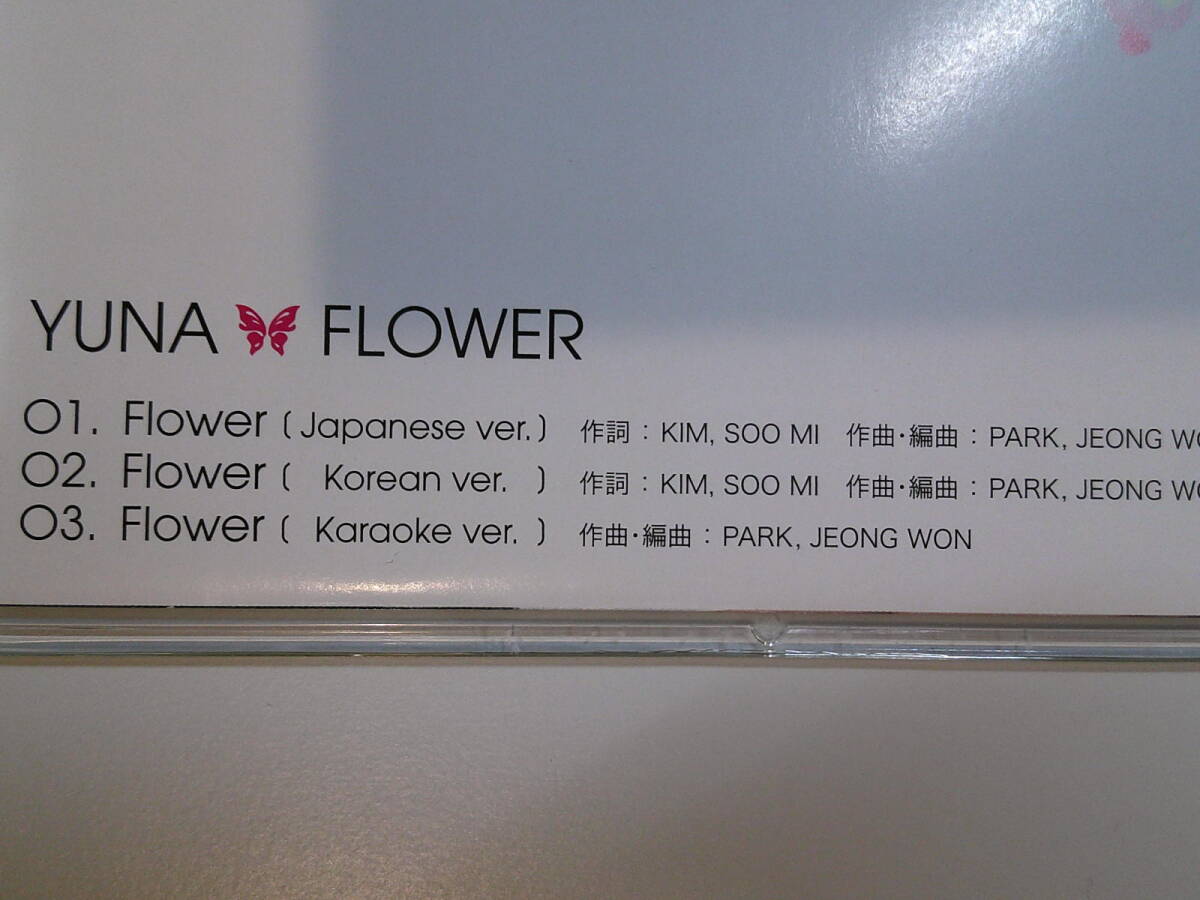 YUNA FLOWER
01. Flower ( Japanese ver. ) 作詞 : KIM, SOO MI 作曲・編曲 : PARK, JEONG
02. Flower ( Korean ver. ) 作詞 : KIM, SOO MI 作曲・編曲 : PARK, JEONG
03. Flower ( Karaoke ver. ) 作曲・編曲 : PARK, JEONG WON